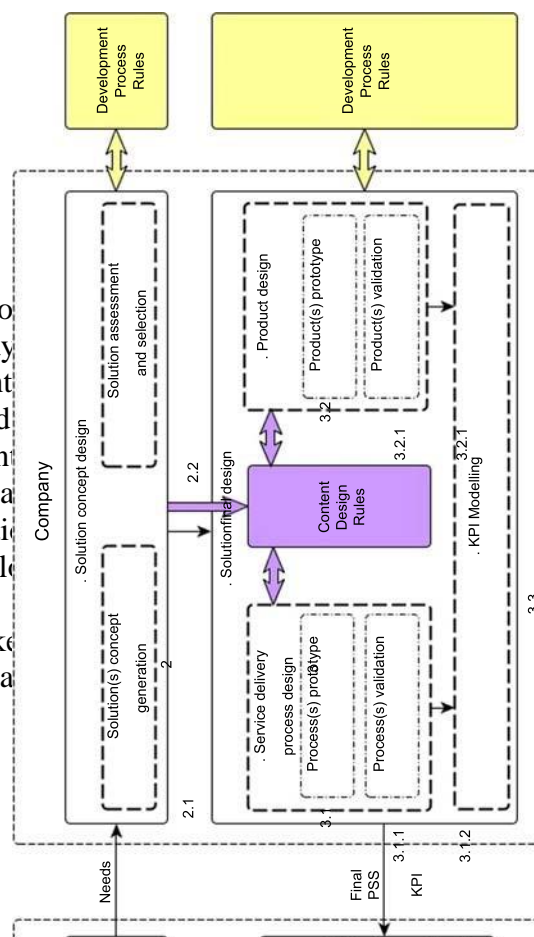 Company
. Solution concept design
Solution(s) concept
generation
Solution assessment
and selection
2
2.1
2.2
Development
Process
Rules
Needs
. Solutionfinal design
. Service delivery
process design
Process(s) prototype
Process(s) validation
3
3.1
3.1.1
3.1.2
Content
Design
Rules
. Product design
Product(s) prototype
Product(s) validation
3.2
3.2.1
3.2.1
. KPI Modelling
Development
Process
Rules
Final
PSS
KPI